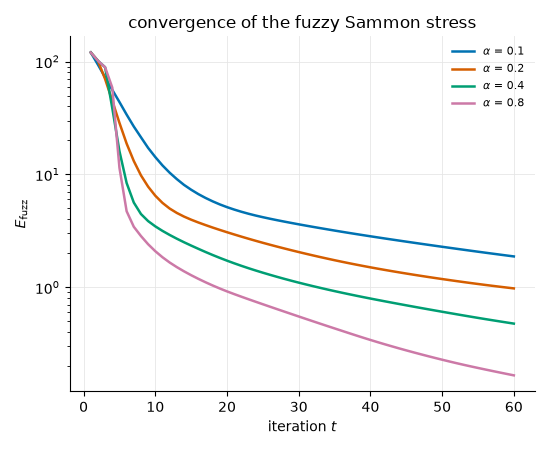 convergence of the fuzzy Sammon stress
α = 0.1
α = 0.2
α = 0.4
α = 0.8
10²
10¹
10⁰
E_fuzz
0 10 20 30 40 50 60
iteration t